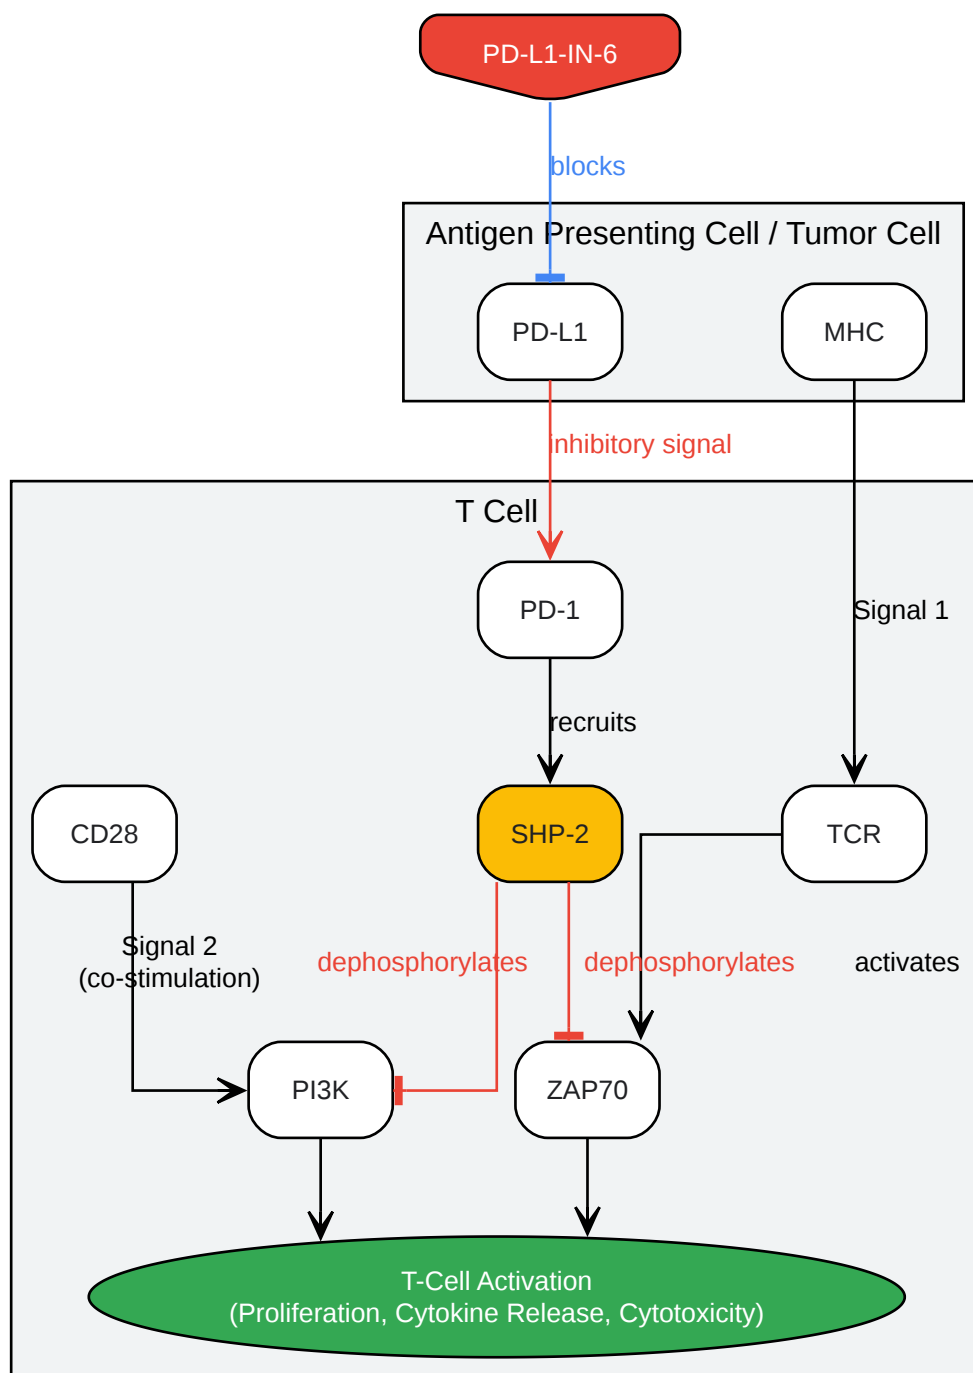 PD-L1-IN-6
blocks
Antigen Presenting Cell / Tumor Cell
PD-L1
MHC
inhibitory signal
T Cell
PD-1
Signal 1
recruits
CD28
SHP-2
TCR
Signal 2
(co-stimulation)
dephosphorylates
dephosphorylates
activates
PI3K
ZAP70
T-Cell Activation
(Proliferation, Cytokine Release, Cytotoxicity)